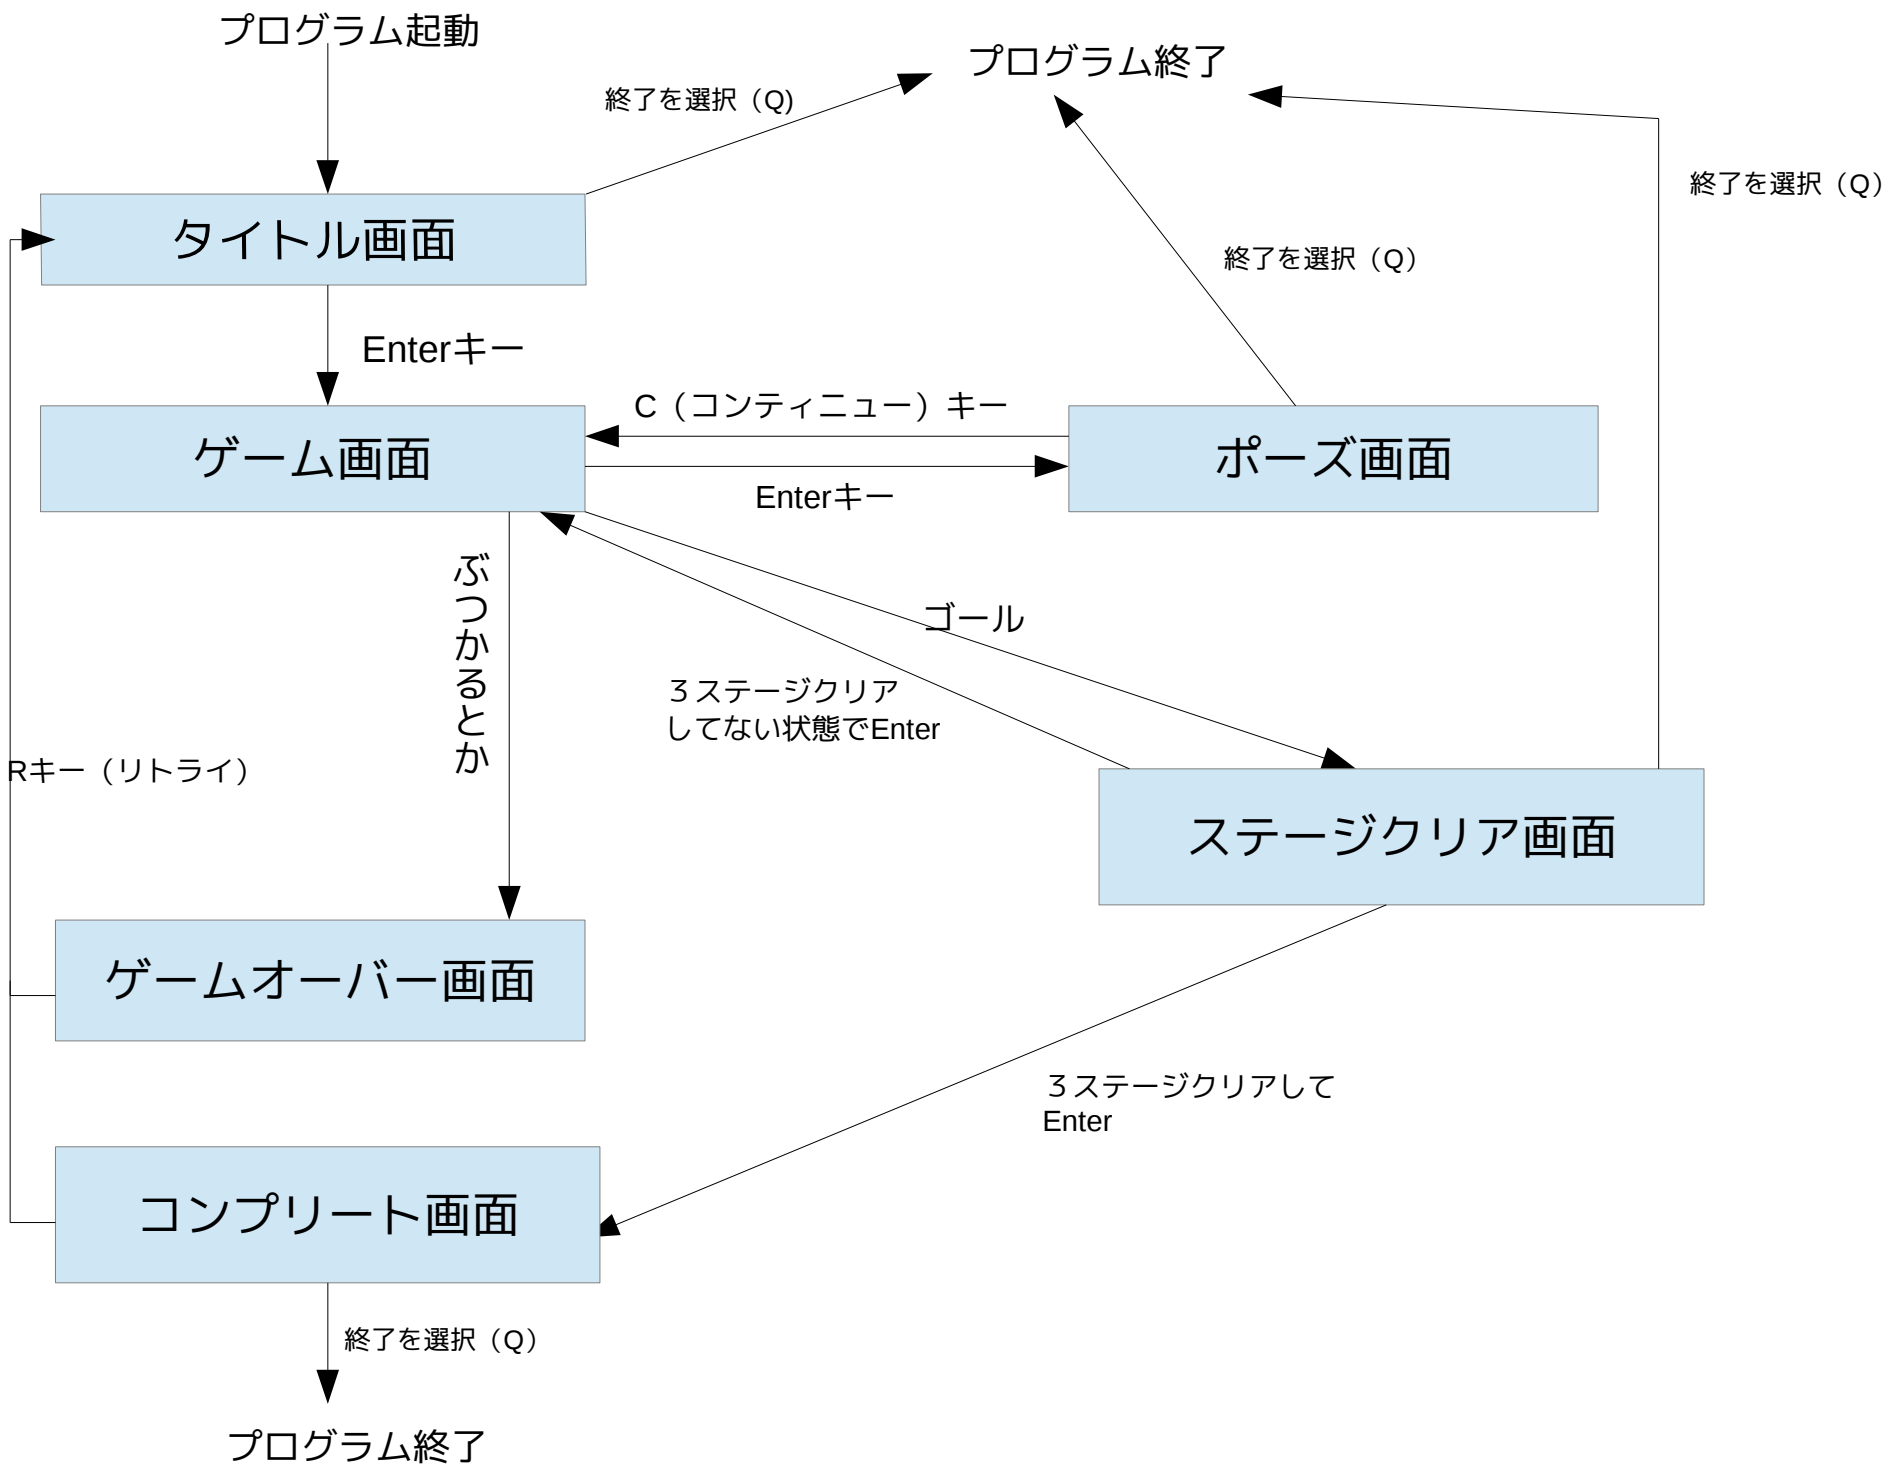 プログラム起動
プログラム終了
終了を選択（Q)
終了を選択（Q）
タイトル画面
終了を選択（Q）
Enterキー
C（コンティニュー）キー
ゲーム画面
ポーズ画面
Enterキー
ぶつかるとか
ゴール
３ステージクリア
してない状態でEnter
Rキー（リトライ）
ステージクリア画面
ゲームオーバー画面
３ステージクリアして
Enter
コンプリート画面
終了を選択（Q）
プログラム終了